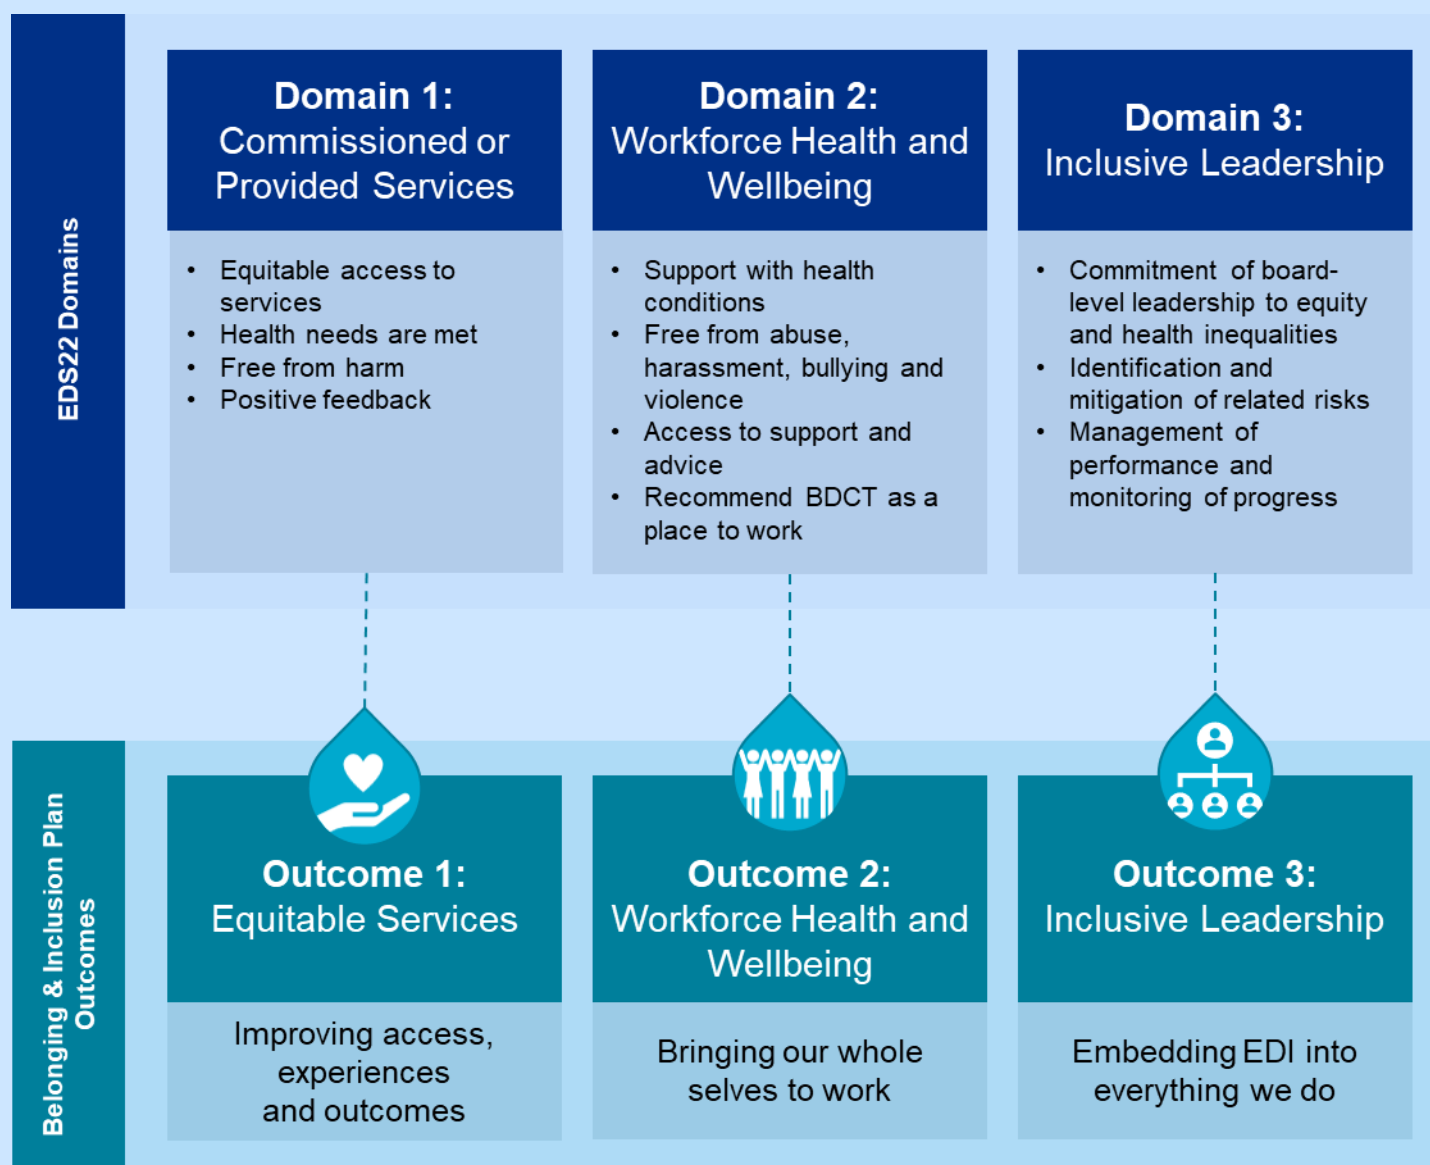 EDS22 Domains
Domain 1:
Commissioned or
Provided Services
• Equitable access to
services
• Health needs are met
• Free from harm
• Positive feedback
Domain 2:
Workforce Health and
Wellbeing
• Support with health
conditions
• Free from abuse,
harassment, bullying and
violence
• Access to support and
advice
• Recommend BDCT as a
place to work
Domain 3:
Inclusive Leadership
• Commitment of board-
level leadership to equity
and health inequalities
• Identification and
mitigation of related risks
• Management of
performance and
monitoring of progress
Belonging & Inclusion Plan
Outcomes
Outcome 1:
Equitable Services
Improving access,
experiences
and outcomes
Outcome 2:
Workforce Health and
Wellbeing
Bringing our whole
selves to work
Outcome 3:
Inclusive Leadership
Embedding EDI into
everything we do